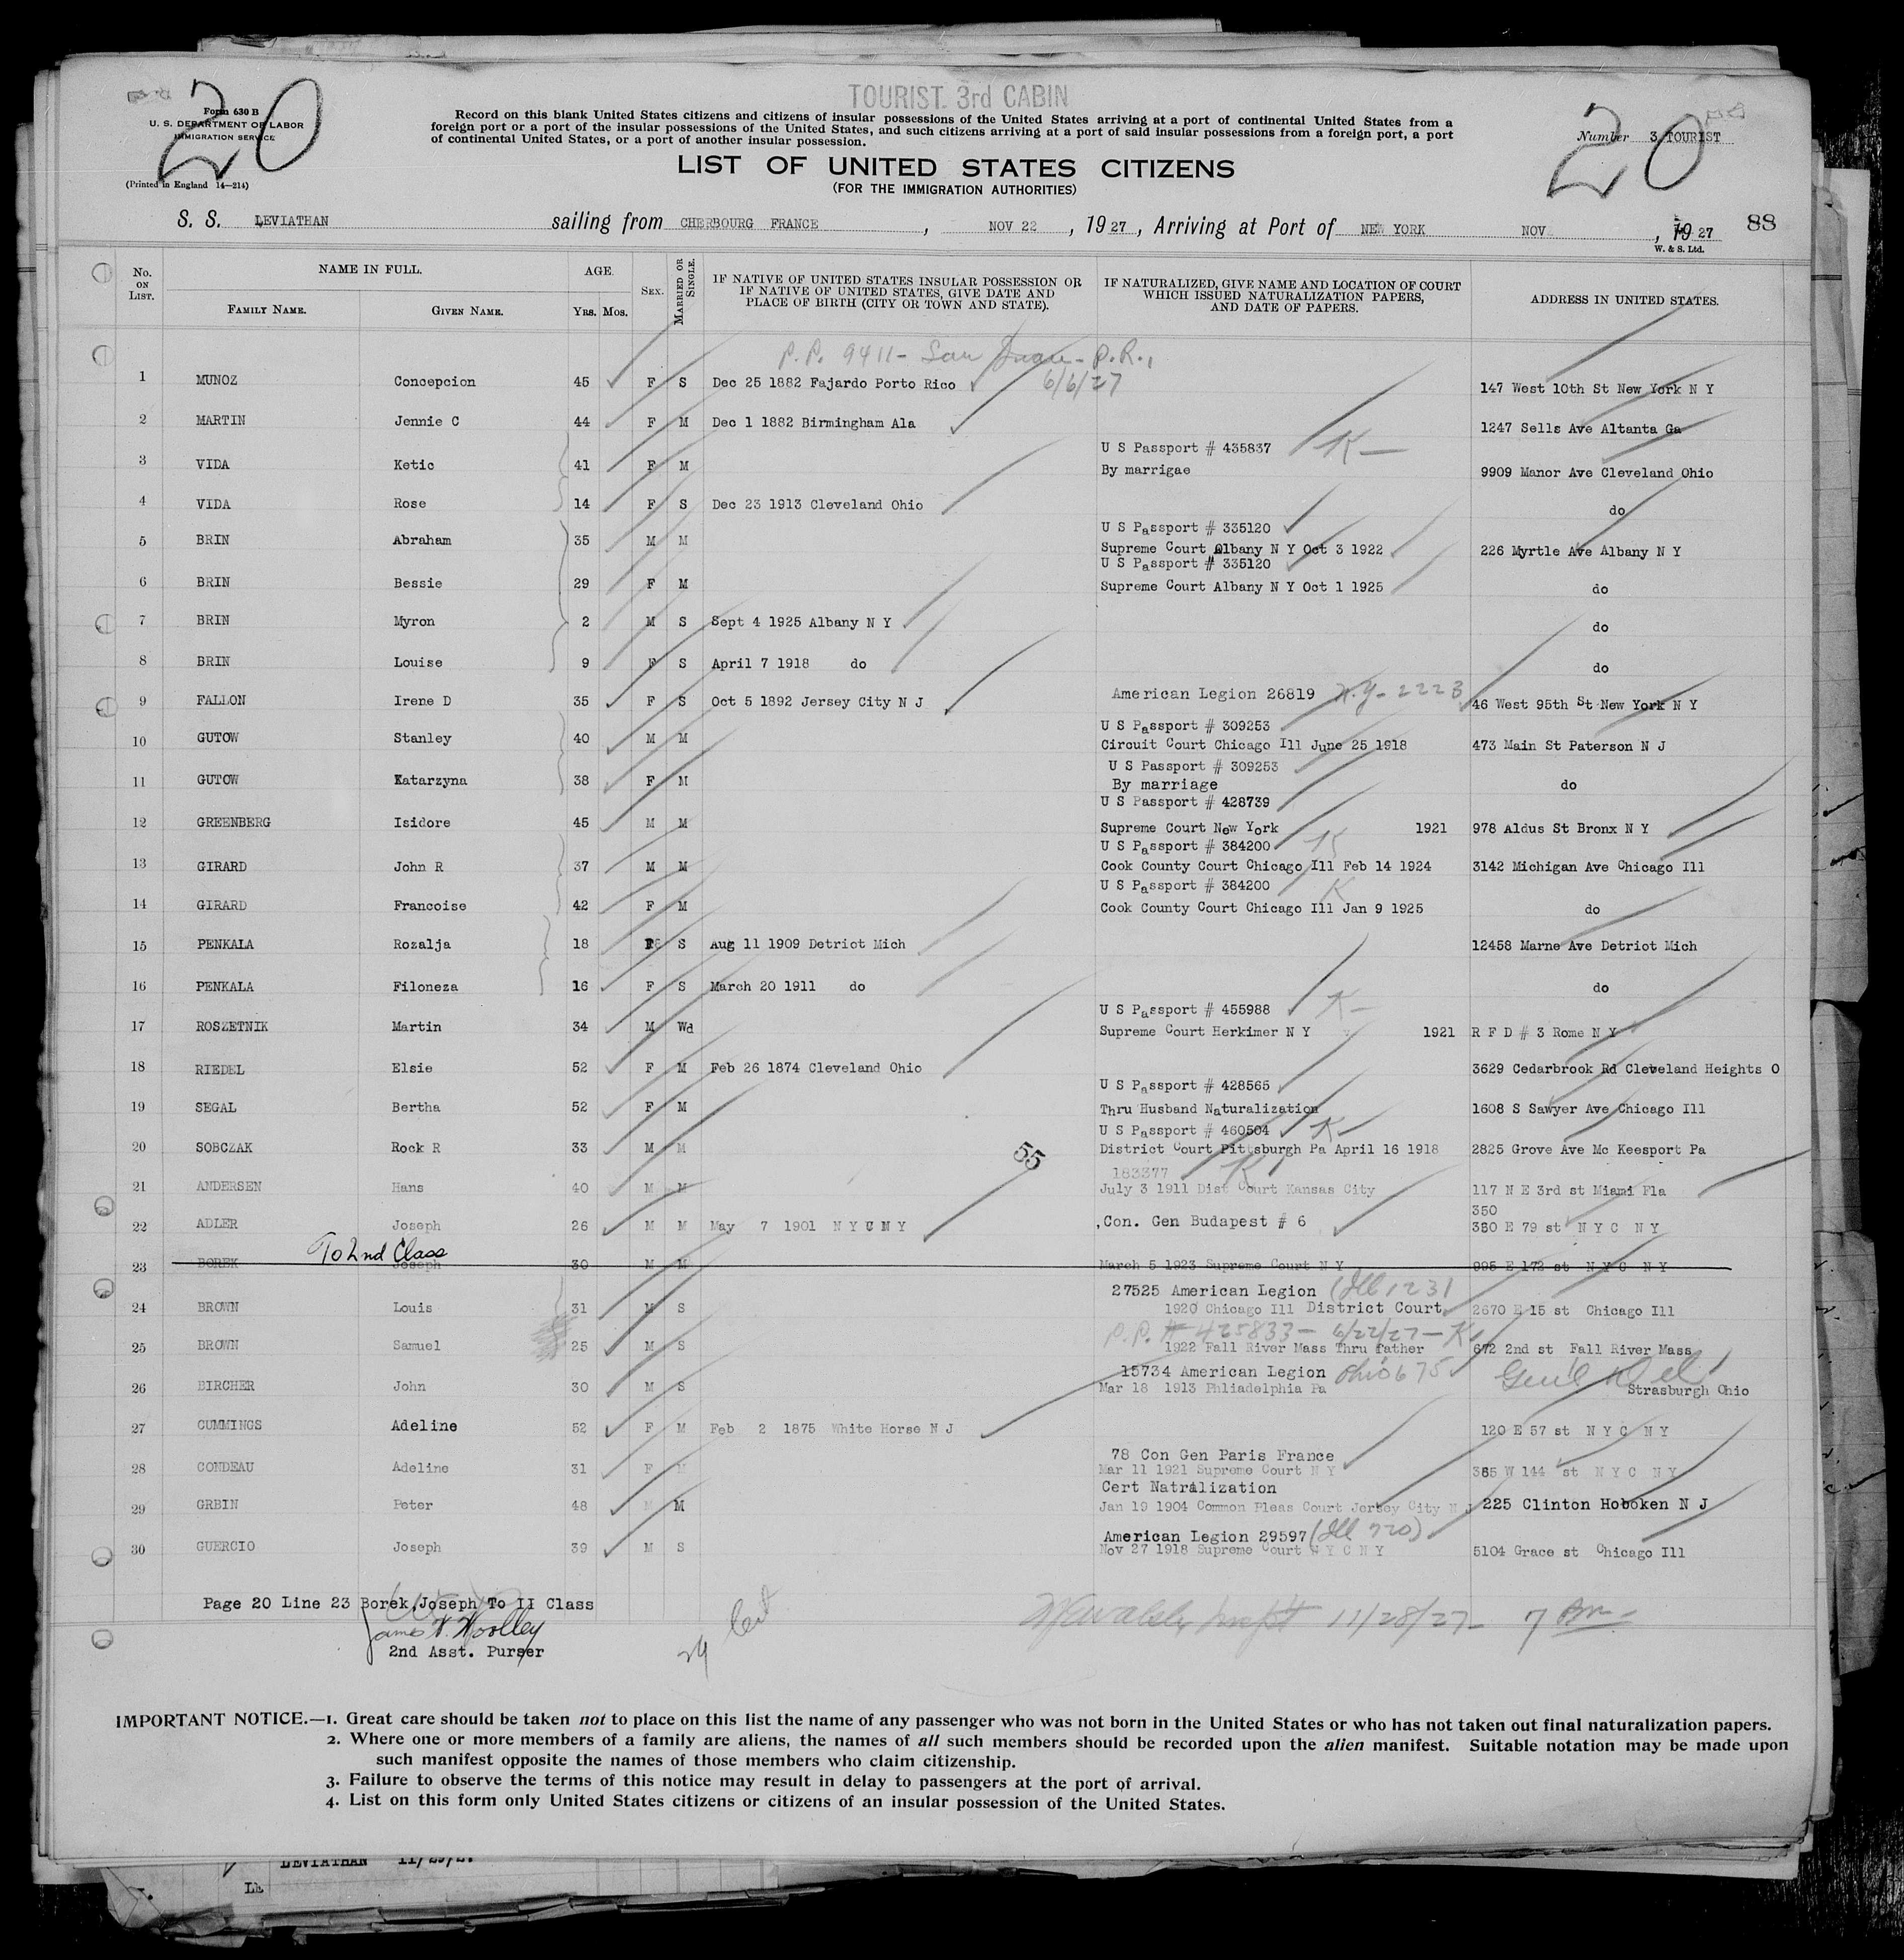 TOURIST. 3rd CABIN
20
20
Form 630 B
U. S. DEPARTMENT OF LABOR
IMMIGRATION SERVICE
(Printed in England 14—214)
Record on this blank United States citizens and citizens of insular possessions of the United States arriving at a port of continental United States from a
foreign port or a port of the insular possessions of the United States, and such citizens arriving at a port of said insular possessions from a foreign port, a port
of continental United States, or a port of another insular possession.
Number 3 TOURIST
LIST OF UNITED STATES CITIZENS
(FOR THE IMMIGRATION AUTHORITIES)
S. S. LEVIATHAN sailing from CHERBOURG FRANCE, NOV 22, 1927, Arriving at Port of NEW YORK NOV, 1927 88
W. & S. Ltd.
No. ON LIST. NAME IN FULL. AGE. SEX. MARRIED OR SINGLE. IF NATIVE OF UNITED STATES INSULAR POSSESSION OR IF NATIVE OF UNITED STATES, GIVE DATE AND PLACE OF BIRTH (CITY OR TOWN AND STATE). IF NATURALIZED, GIVE NAME AND LOCATION OF COURT WHICH ISSUED NATURALIZATION PAPERS, AND DATE OF PAPERS. ADDRESS IN UNITED STATES.
FAMILY NAME. GIVEN NAME. Yrs. Mos.
P.P. 9411 - San Juan - P.R.,
6/6/27
1 MUNOZ Concepcion 45 F S Dec 25 1882 Fajardo Porto Rico 147 West 10th St New York N Y
2 MARTIN Jennie C 44 F M Dec 1 1882 Birmingham Ala 1247 Sells Ave Altanta Ga
U S Passport # 435837 K-
3 VIDA Ketic 41 F M By marrigae 9909 Manor Ave Cleveland Ohio
4 VIDA Rose 14 F S Dec 23 1913 Cleveland Ohio do
U S Passport # 335120
5 BRIN Abraham 35 M M Supreme Court Albany N Y Oct 3 1922 226 Myrtle Ave Albany N Y
U S Passport # 335120
6 BRIN Bessie 29 F M Supreme Court Albany N Y Oct 1 1925 do
7 BRIN Myron 2 M S Sept 4 1925 Albany N Y do
8 BRIN Louise 9 F S April 7 1918 do do
American Legion 26819 N.Y-2223
9 FALLON Irene D 35 F S Oct 5 1892 Jersey City N J 46 West 95th St New York N Y
U S Passport # 309253
10 GUTOW Stanley 40 M M Circuit Court Chicago Ill June 25 1918 473 Main St Paterson N J
U S Passport # 309253
11 GUTOW Katarzyna 38 F M By marriage do
U S Passport # 428739
12 GREENBERG Isidore 45 M M Supreme Court New York 1921 978 Aldus St Bronx N Y
U S Passport # 384200 K
13 GIRARD John R 37 M M Cook County Court Chicago Ill Feb 14 1924 3142 Michigan Ave Chicago Ill
U S Passport # 384200 K
14 GIRARD Francoise 42 F M Cook County Court Chicago Ill Jan 9 1925 do
15 PENKALA Rozalja 18 F S Aug 11 1909 Detriot Mich 12458 Marne Ave Detriot Mich
16 PENKALA Filoneza 16 F S March 20 1911 do do
U S Passport # 455988 K-
17 ROSZETNIK Martin 34 M Wd Supreme Court Herkimer N Y 1921 R F D # 3 Rome N Y
18 RIEDEL Elsie 52 F M Feb 26 1874 Cleveland Ohio 3629 Cedarbrook Rd Cleveland Heights O
U S Passport # 428565
19 SEGAL Bertha 52 F M Thru Husband Naturalization 1608 S Sawyer Ave Chicago Ill
U S Passport # 460504 K-
20 SOBCZAK Rock R 33 M M 55 District Court Pittsburgh Pa April 16 1918 2825 Grove Ave Mc Keesport Pa
183377 K
21 ANDERSEN Hans 40 M M July 3 1911 Dist Court Kansas City 117 N E 3rd st Miami Fla
350
22 ADLER Joseph 26 M M May 7 1901 N Y C N Y ,Con. Gen Budapest # 6 380 E 79 st N Y C N Y
To 2nd Class
23 BOREK Joseph 30 M M March 5 1923 Supreme Court N Y 995 E 172 st N Y C N Y
27525 American Legion (Ill 1231
24 BROWN Louis 31 M S 1920 Chicago Ill District Court. 2670 E 15 st Chicago Ill
P.P. # 425833 - 6/22/27 - K
25 BROWN Samuel 25 M S 1922 Fall River Mass Thru father 672 2nd st Fall River Mass
15734 American Legion Ohio 675 Gen'l Del
26 BIRCHER John 30 M S Mar 18 1913 Phliadelphia Pa Strasburgh Ohio
27 CUMMINGS Adeline 52 F M Feb 2 1875 White Horse N J 120 E 57 st N Y C N Y
78 Con Gen Paris France
28 CONDEAU Adeline 31 F M Mar 11 1921 Supreme Court N Y 385 W 144 st N Y C N Y
Cert Natralization
29 GRBIN Peter 48 M M Jan 19 1904 Common Pleas Court Jersey City N J 225 Clinton Hoboken N J
American Legion 29597 (Ill 720)
30 GUERCIO Joseph 39 M S Nov 27 1918 Supreme Court N Y C N Y 5104 Grace st Chicago Ill
Page 20 Line 23 Borek, Joseph To II Class
James V. Woolley
2nd Asst. Purser
29
11/28/27 - 7 Am
IMPORTANT NOTICE.—1. Great care should be taken not to place on this list the name of any passenger who was not born in the United States or who has not taken out final naturalization papers.
2. Where one or more members of a family are aliens, the names of all such members should be recorded upon the alien manifest. Suitable notation may be made upon
such manifest opposite the names of those members who claim citizenship.
3. Failure to observe the terms of this notice may result in delay to passengers at the port of arrival.
4. List on this form only United States citizens or citizens of an insular possession of the United States.
LEVIATHAN